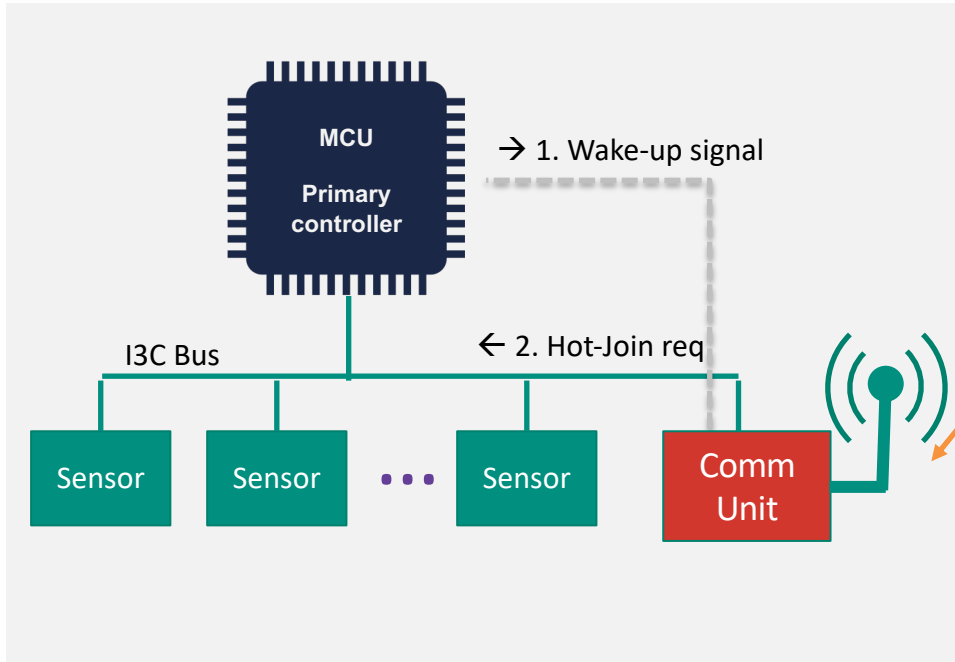 MCU
Primary
controller
→ 1. Wake-up signal
I3C Bus
← 2. Hot-Join req
Sensor
Sensor
Sensor
Comm
Unit